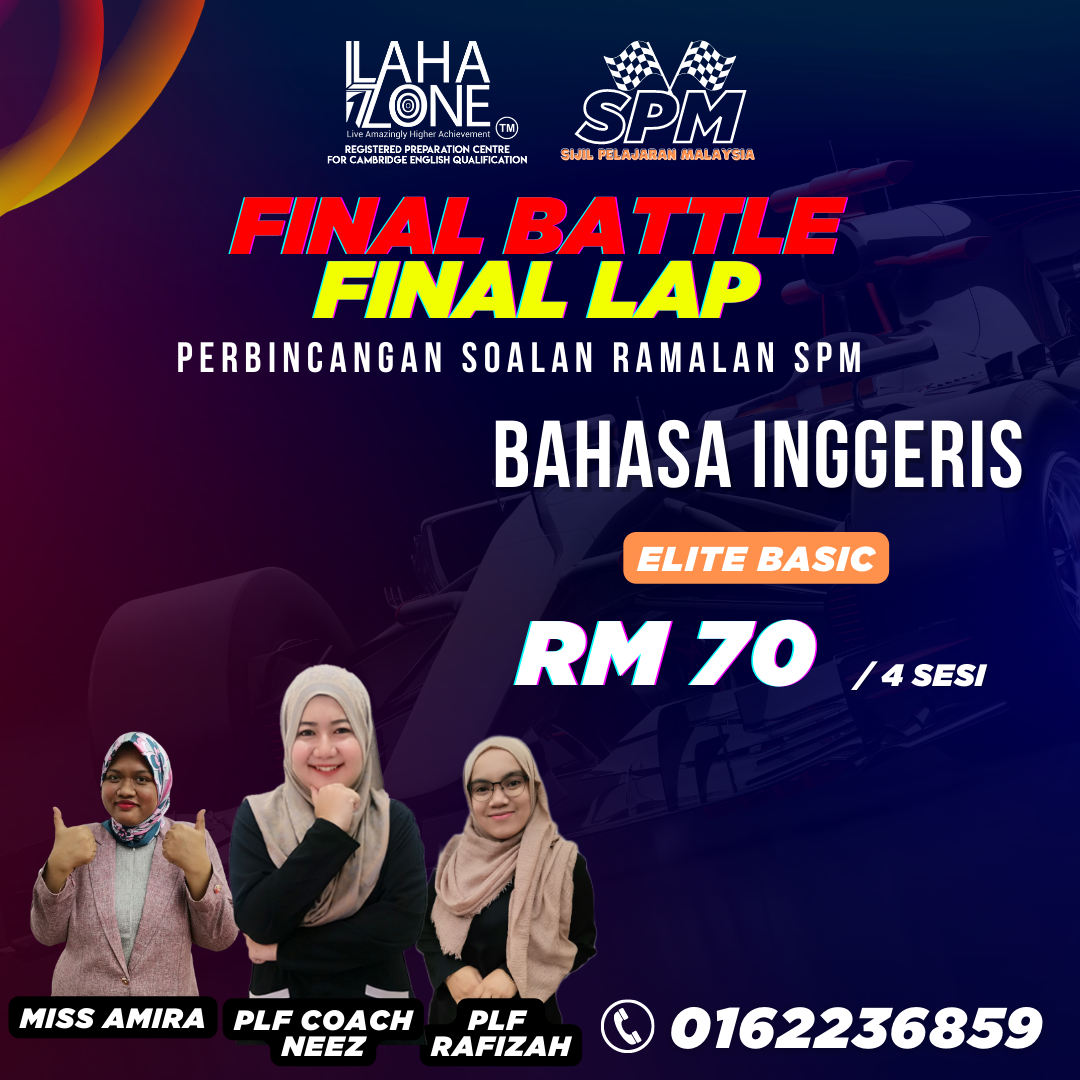 LAHA
ZONE
Live Amazingly Higher Achievement
TM
REGISTERED PREPARATION CENTRE
FOR CAMBRIDGE ENGLISH QUALIFICATION
SPM
SIJIL PELAJARAN MALAYSIA
FINAL BATTLE
FINAL LAP
PERBINCANGAN SOALAN RAMALAN SPM
BAHASA INGGERIS
ELITE BASIC
RM 70 / 4 SESI
MISS AMIRA
PLF COACH
NEEZ
PLF
RAFIZAH
0162236859